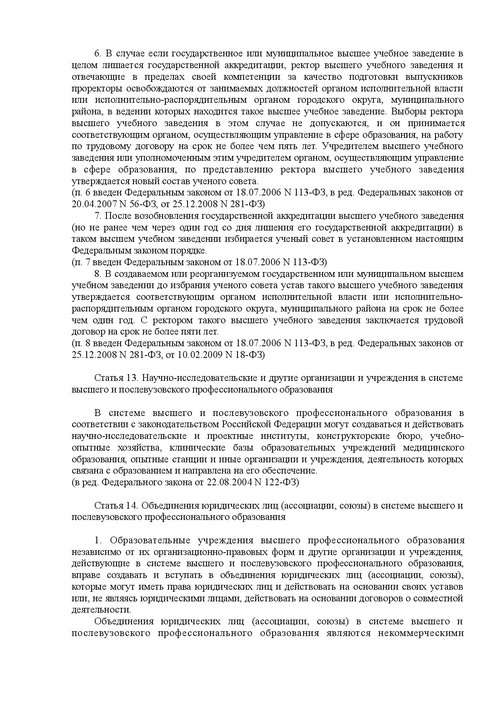 6. В случае если государственное или муниципальное высшее учебное заведение в
целом лишается государственной аккредитации, ректор высшего учебного заведения и
отвечающие в пределах своей компетенции за качество подготовки выпускников
проректоры освобождаются от занимаемых должностей органом исполнительной власти
или исполнительно-распорядительным органом городского округа, муниципального
района, в ведении которых находится такое высшее учебное заведение. Выборы ректора
высшего учебного заведения в этом случае не допускаются, и он принимается
соответствующим органом, осуществляющим управление в сфере образования, на работу
по трудовому договору на срок не более чем пять лет. Учредителем высшего учебного
заведения или уполномоченным этим учредителем органом, осуществляющим управление
в сфере образования, по представлению ректора высшего учебного заведения
утверждается новый состав ученого совета.
(п. 6 введен Федеральным законом от 18.07.2006 N 113-ФЗ, в ред. Федеральных законов от
20.04.2007 N 56-ФЗ, от 25.12.2008 N 281-ФЗ)
7. После возобновления государственной аккредитации высшего учебного заведения
(но не ранее чем через один год со дня лишения его государственной аккредитации) в
таком высшем учебном заведении избирается ученый совет в установленном настоящим
Федеральным законом порядке.
(п. 7 введен Федеральным законом от 18.07.2006 N 113-ФЗ)
8. В создаваемом или реорганизуемом государственном или муниципальном высшем
учебном заведении до избрания ученого совета устав такого высшего учебного заведения
утверждается соответствующим органом исполнительной власти или исполнительно-
распорядительным органом городского округа, муниципального района на срок не более
чем один год. С ректором такого высшего учебного заведения заключается трудовой
договор на срок не более пяти лет.
(п. 8 введен Федеральным законом от 18.07.2006 N 113-ФЗ, в ред. Федеральных законов от
25.12.2008 N 281-ФЗ, от 10.02.2009 N 18-ФЗ)
Статья 13. Научно-исследовательские и другие организации и учреждения в системе
высшего и послевузовского профессионального образования
В системе высшего и послевузовского профессионального образования в
соответствии с законодательством Российской Федерации могут создаваться и действовать
научно-исследовательские и проектные институты, конструкторские бюро, учебно-
опытные хозяйства, клинические базы образовательных учреждений медицинского
образования, опытные станции и иные организации и учреждения, деятельность которых
связана с образованием и направлена на его обеспечение.
(в ред. Федерального закона от 22.08.2004 N 122-ФЗ)
Статья 14. Объединения юридических лиц (ассоциации, союзы) в системе высшего и
послевузовского профессионального образования
1. Образовательные учреждения высшего профессионального образования
независимо от их организационно-правовых форм и другие организации и учреждения,
действующие в системе высшего и послевузовского профессионального образования,
вправе создавать и вступать в объединения юридических лиц (ассоциации, союзы),
которые могут иметь права юридических лиц и действовать на основании своих уставов
или, не являясь юридическими лицами, действовать на основании договоров о совместной
деятельности.
Объединения юридических лиц (ассоциации, союзы) в системе высшего и
послевузовского профессионального образования являются некоммерческими